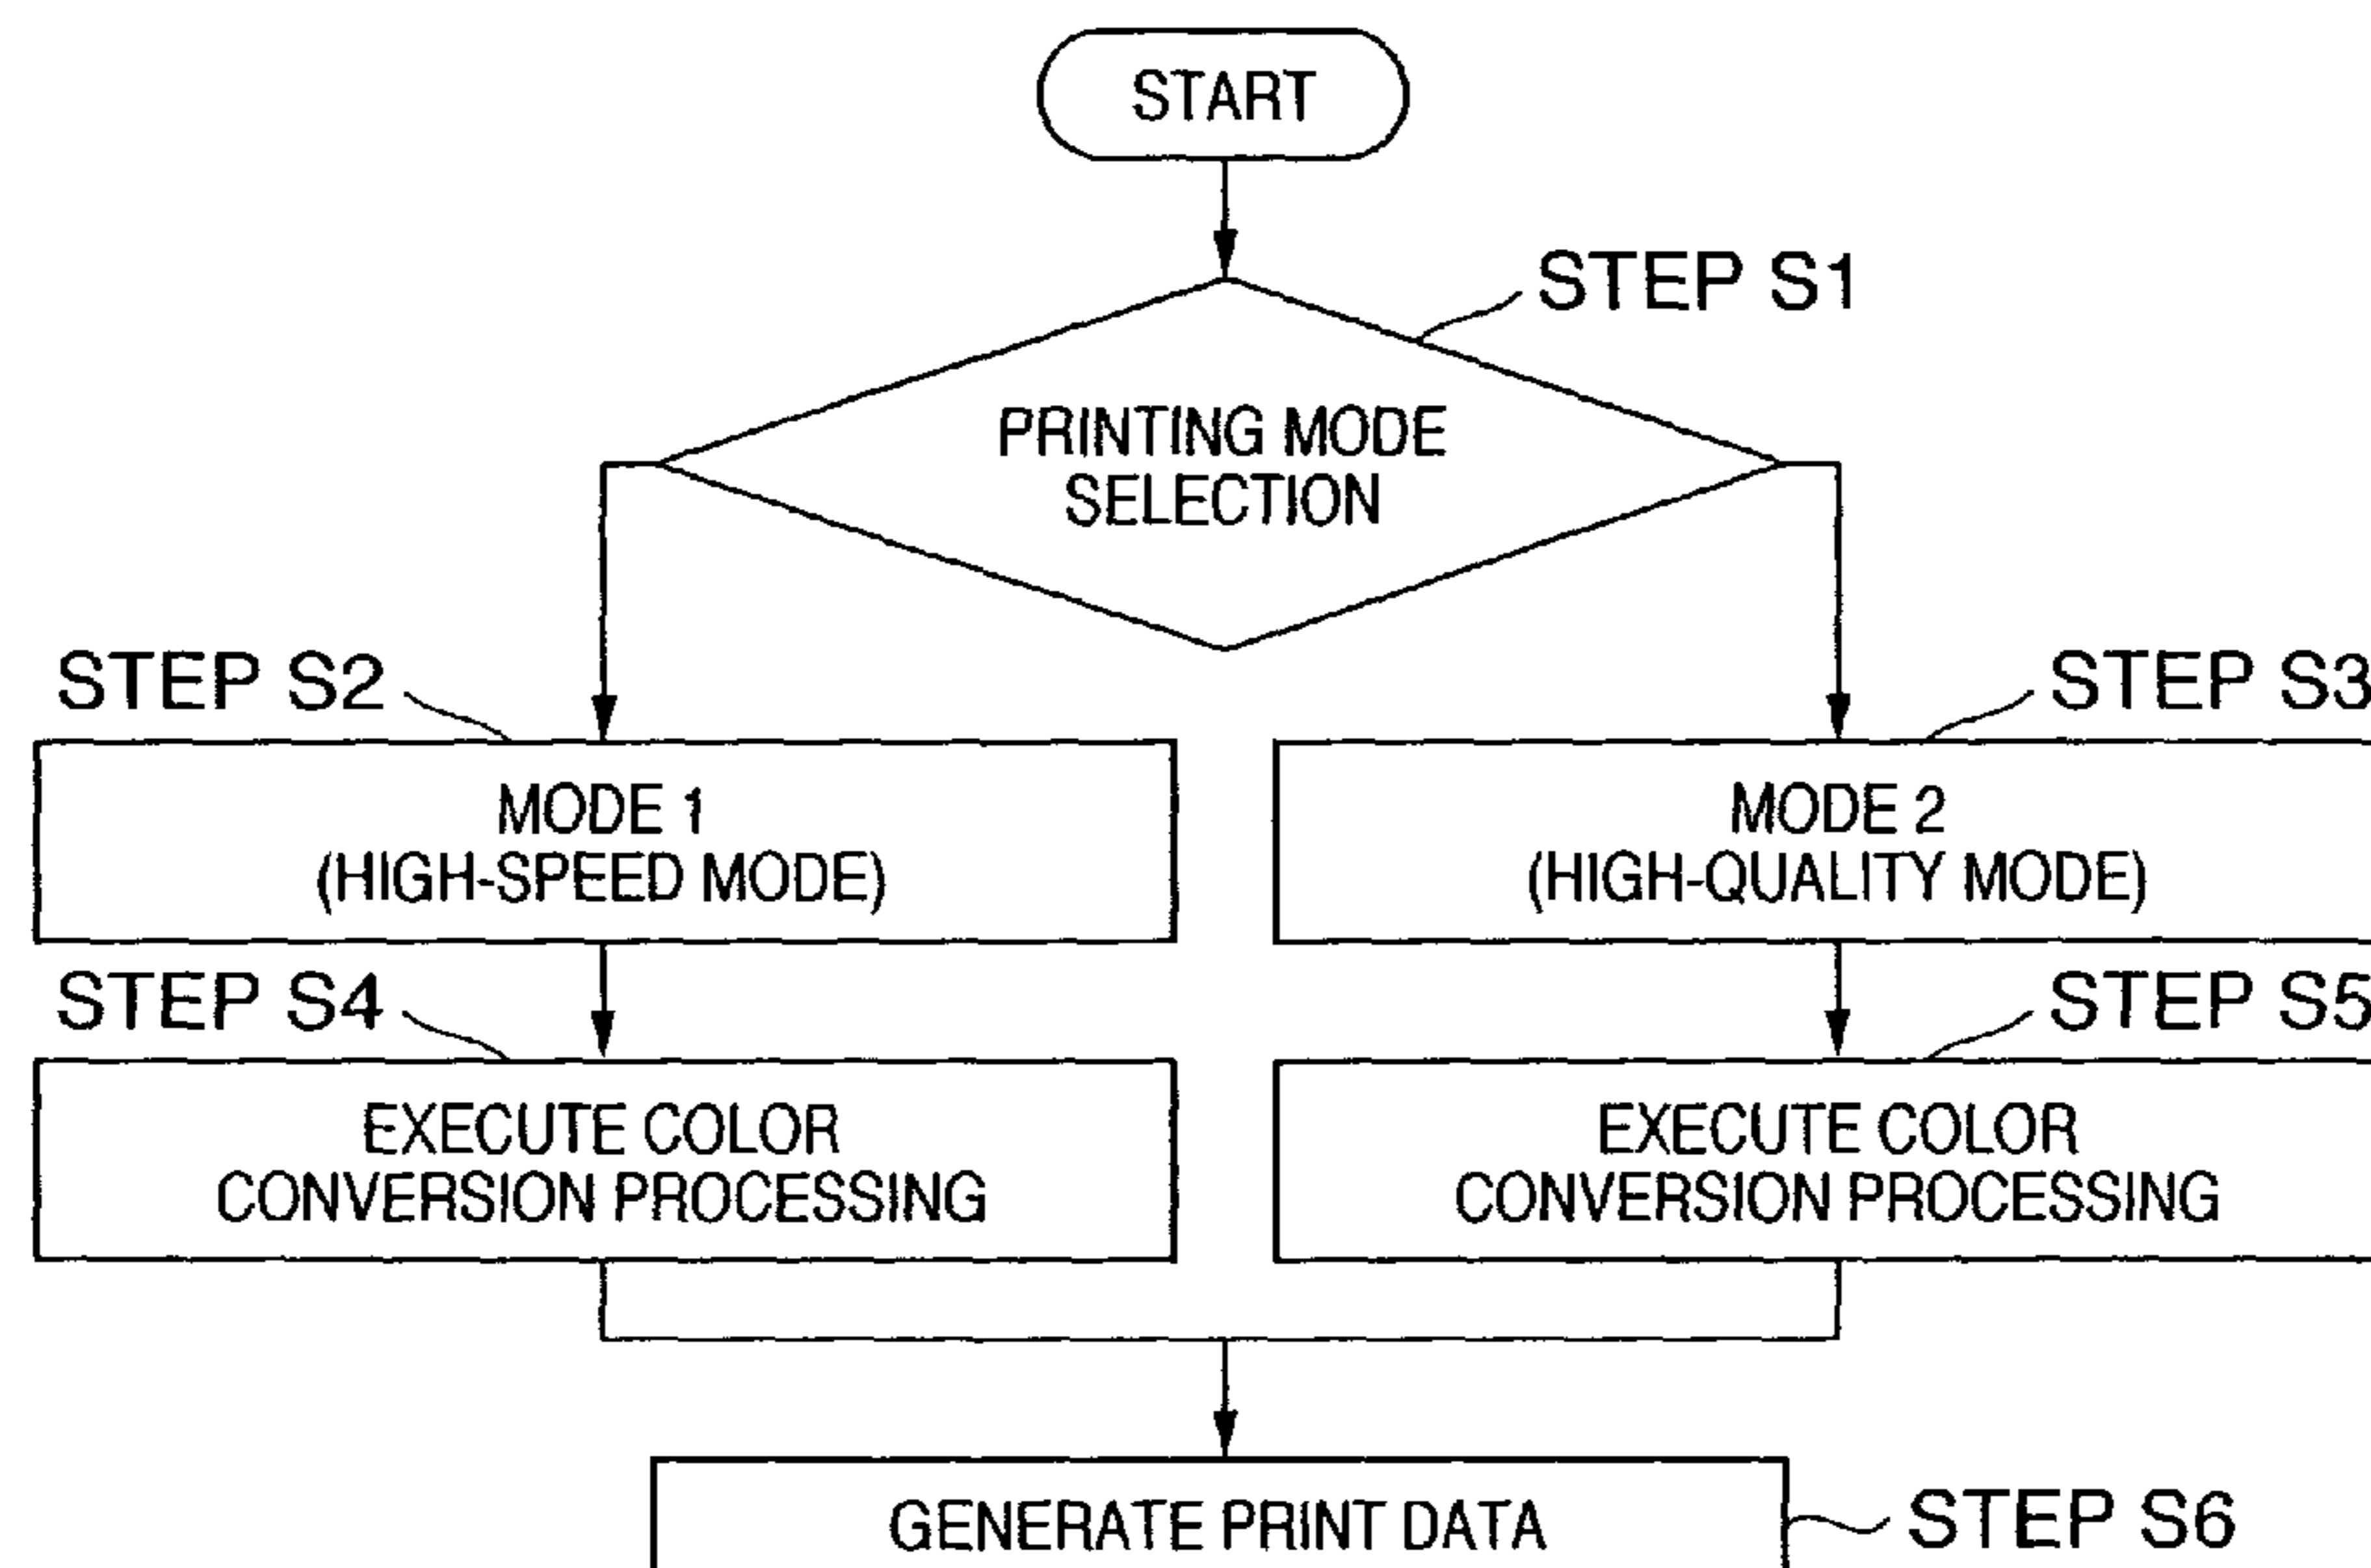 START
STEP S1
PRINTING MODE
SELECTION
STEP S2
STEP S3
MODE 1
(HIGH-SPEED MODE)
MODE 2
(HIGH-QUALITY MODE)
STEP S4
STEP S5
EXECUTE COLOR
CONVERSION PROCESSING
EXECUTE COLOR
CONVERSION PROCESSING
GENERATE PRINT DATA
STEP S6